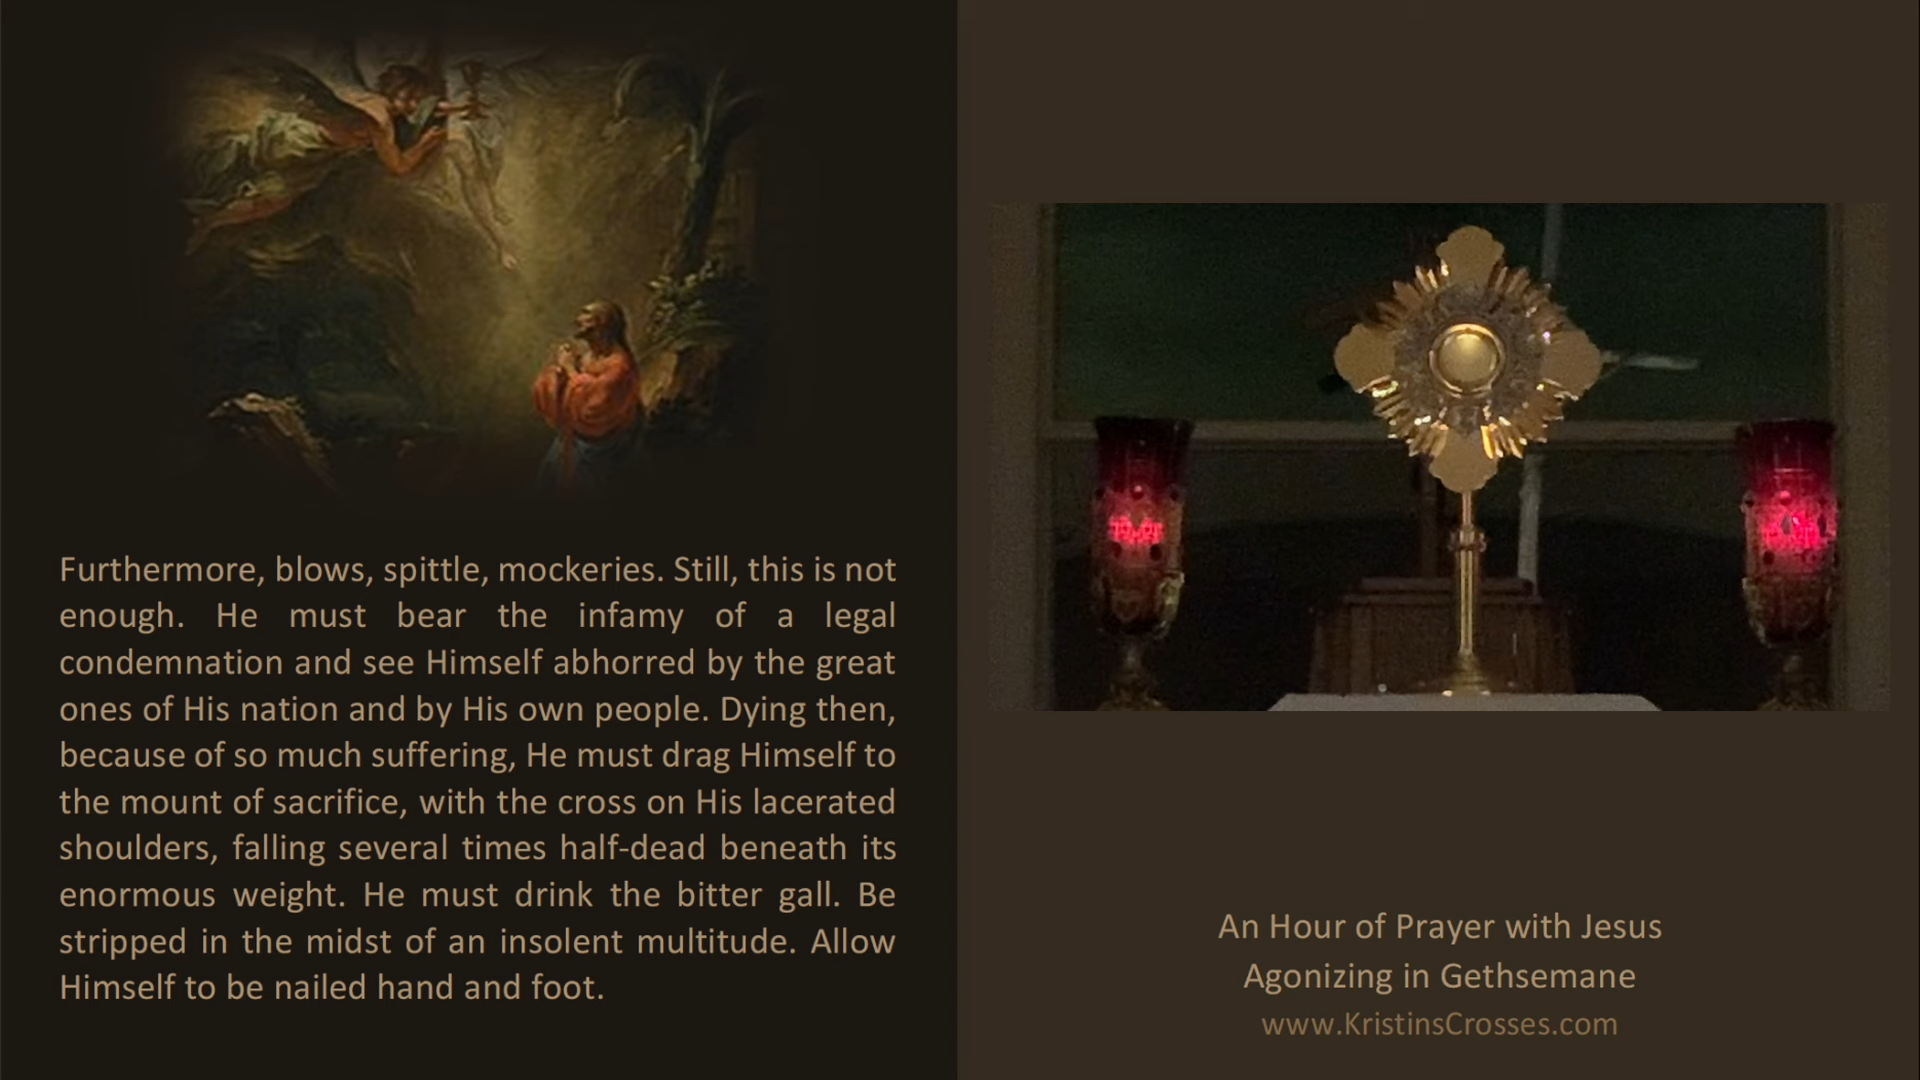 Furthermore, blows, spittle, mockeries. Still, this is not
enough. He must bear the infamy of a legal
condemnation and see Himself abhorred by the great
ones of His nation and by His own people. Dying then,
because of so much suffering, He must drag Himself to
the mount of sacrifice, with the cross on His lacerated
shoulders, falling several times half-dead beneath its
enormous weight. He must drink the bitter gall. Be
stripped in the midst of an insolent multitude. Allow
Himself to be nailed hand and foot.
An Hour of Prayer with Jesus
Agonizing in Gethsemane
www.KristinsCrosses.com